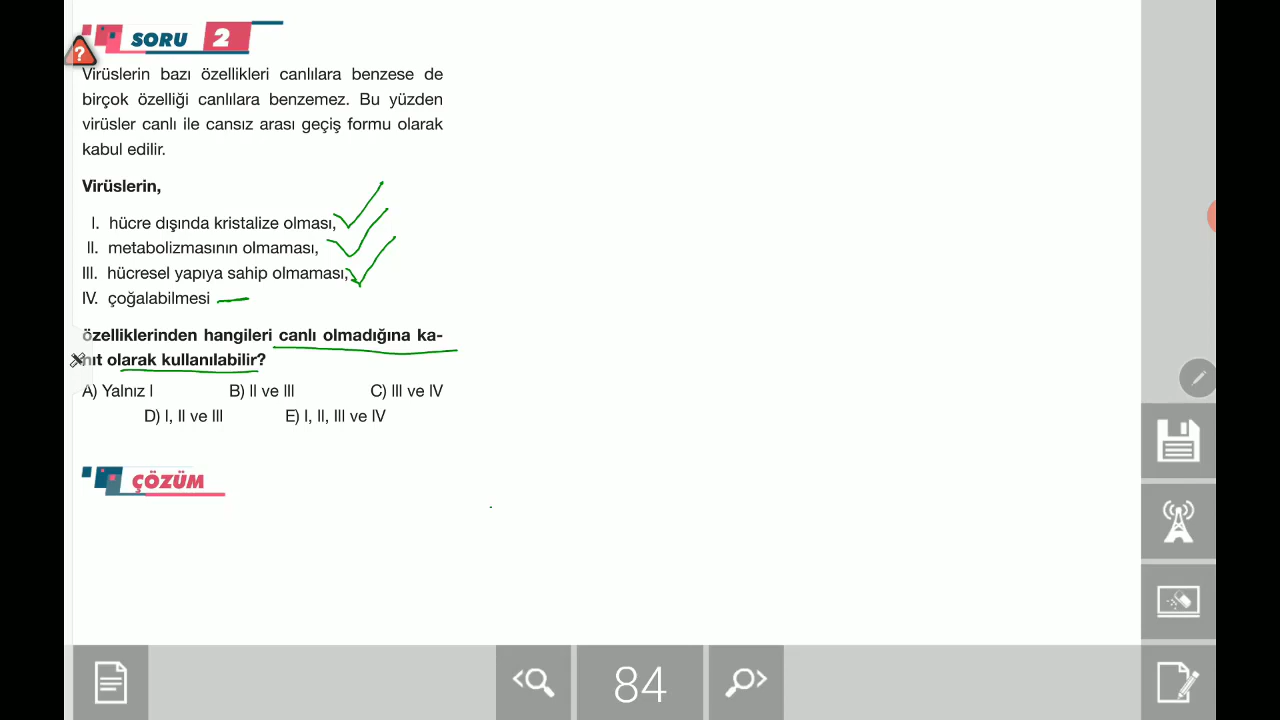 SORU 2
Virüslerin bazı özellikleri canlılara benzese de
birçok özelliği canlılara benzemez. Bu yüzden
virüsler canlı ile cansız arası geçiş formu olarak
kabul edilir.
Virüslerin,
I. hücre dışında kristalize olması,
II. metabolizmasının olmaması,
III. hücresel yapıya sahip olmaması,
IV. çoğalabilmesi
özelliklerinden hangileri canlı olmadığına ka-
nıt olarak kullanılabilir?
A) Yalnız I B) II ve III C) III ve IV
D) I, II ve III E) I, II, III ve IV
ÇÖZÜM
84